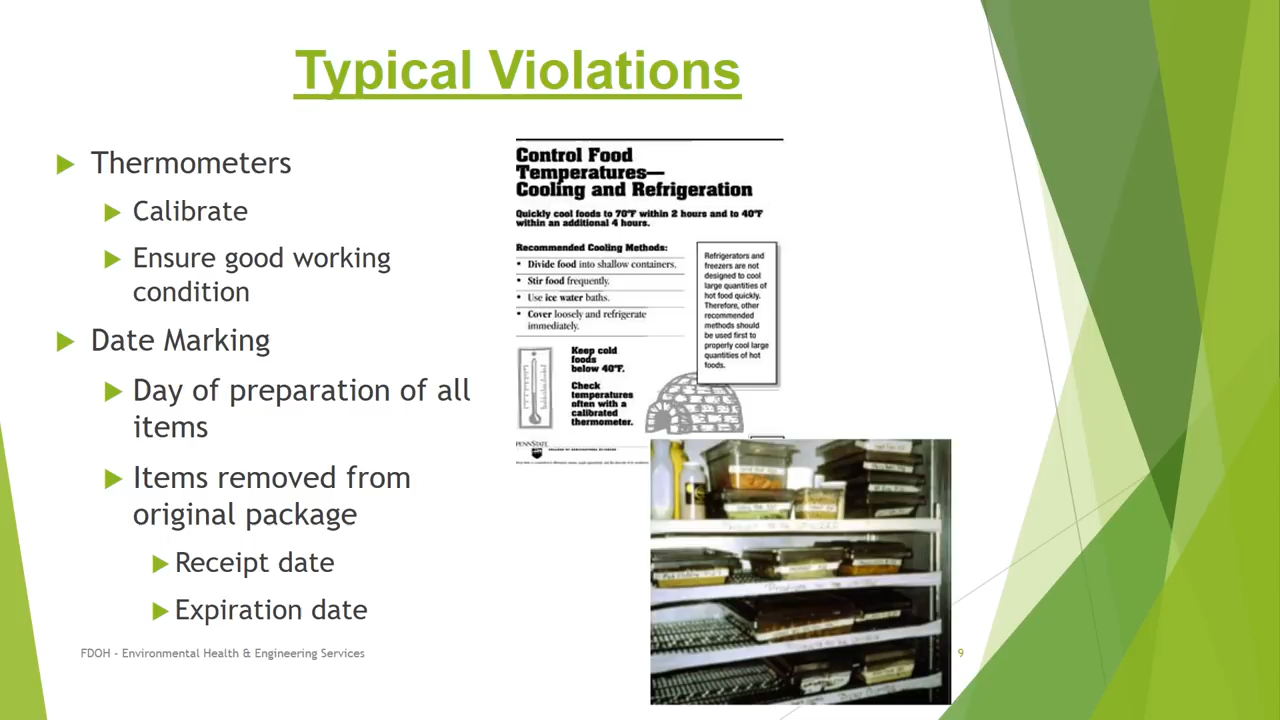 Typical Violations
Thermometers
Calibrate
Ensure good working
condition
Date Marking
Day of preparation of all
items
Items removed from
original package
Receipt date
Expiration date
Control Food
Temperatures—
Cooling and Refrigeration
Quickly cool foods to 70°F within 2 hours and to 40°F
within an additional 4 hours.
Recommended Cooling Methods:
• Divide food into shallow containers.
• Stir food frequently.
• Use ice water baths.
• Cover loosely and refrigerate
immediately.
Refrigerators and
freezers are not
designed to cool
large quantities of
hot food quickly.
Therefore, other
recommended
methods should
be used first to
properly cool large
quantities of hot
foods.
Keep cold
foods
below 40°F.
Check
temperatures
often with a
calibrated
thermometer.
PENNSTATE
FDOH - Environmental Health & Engineering Services
9